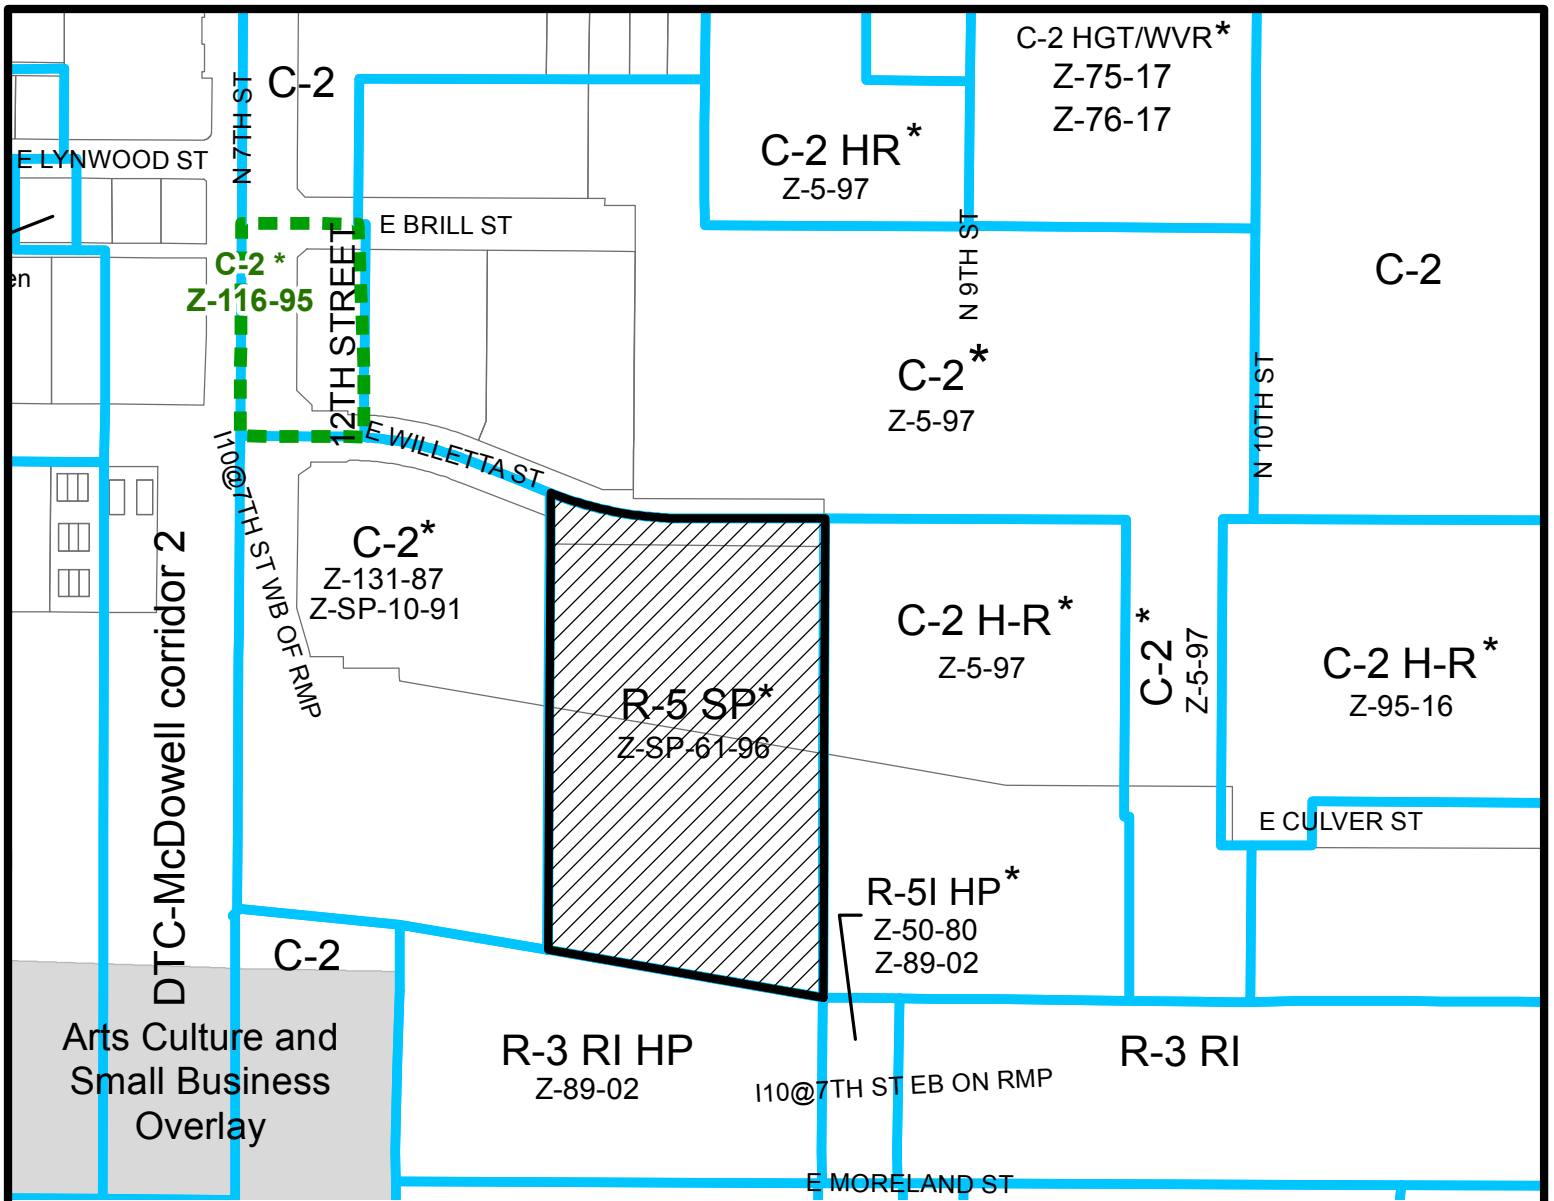 C-2 HGT/WVR*
Z-75-17
Z-76-17
C-2
N 7TH ST
C-2 HR*
Z-5-97
E LYNWOOD ST
E BRILL ST
N 9TH ST
C-2 *
Z-116-95
12TH STREET
en
C-2
C-2*
Z-5-97
N 10TH ST
E WILLETTA ST
I10@7TH ST WB OF RMP
C-2*
Z-131-87
Z-SP-10-91
DTC-McDowell corridor 2
R-5 SP*
Z-SP-61-96
C-2 H-R*
Z-5-97
C-2 *
Z-5-97
C-2 H-R*
Z-95-16
E CULVER ST
R-5I HP*
Z-50-80
Z-89-02
C-2
Arts Culture and
Small Business
Overlay
R-3 RI HP
Z-89-02
R-3 RI
I10@7TH ST EB ON RMP
E MORELAND ST